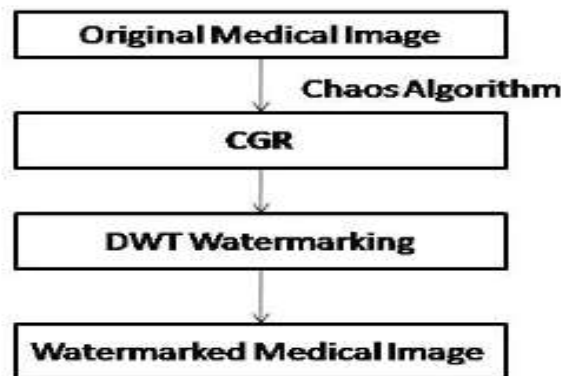 Original Medical Image
Chaos Algorithm
CGR
DWT Watermarking
Watermarked Medical Image